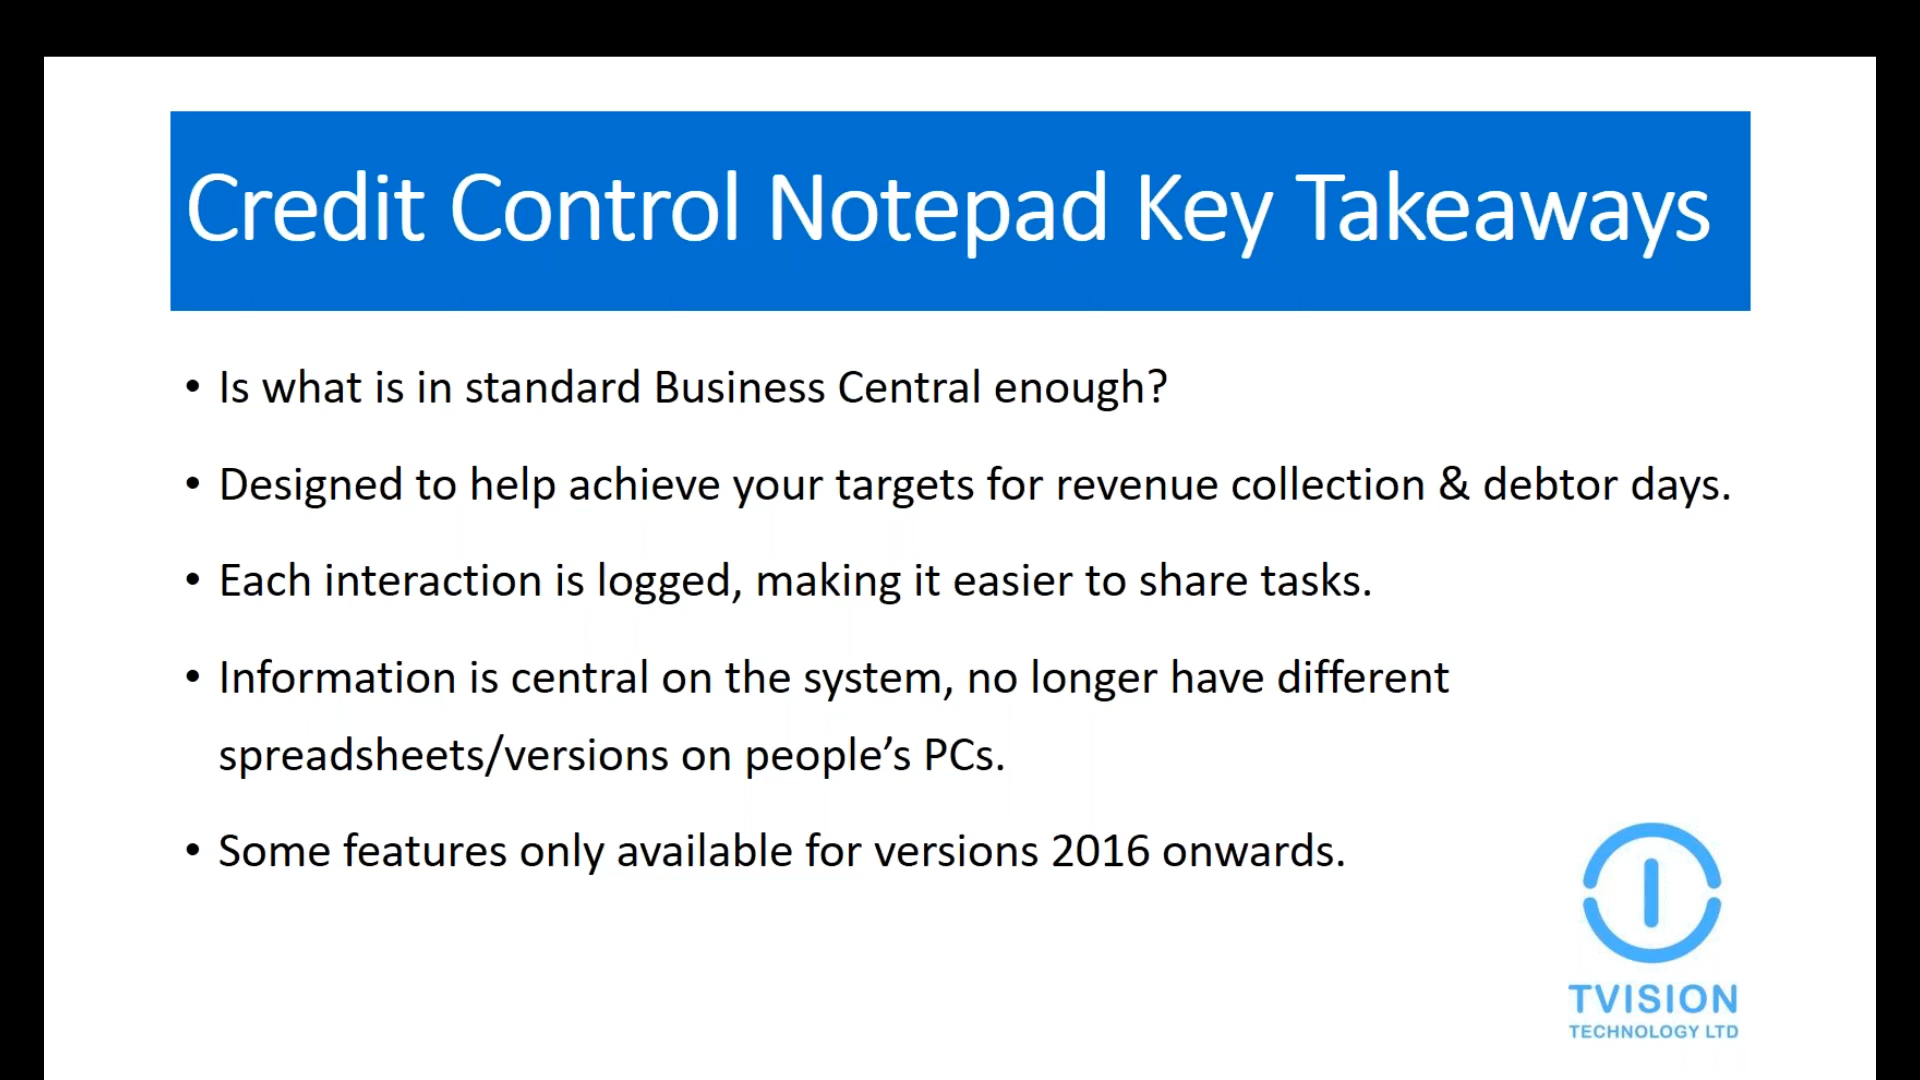 Credit Control Notepad Key Takeaways
• Is what is in standard Business Central enough?
• Designed to help achieve your targets for revenue collection & debtor days.
• Each interaction is logged, making it easier to share tasks.
• Information is central on the system, no longer have different
spreadsheets/versions on people’s PCs.
• Some features only available for versions 2016 onwards.
TVISION
TECHNOLOGY LTD